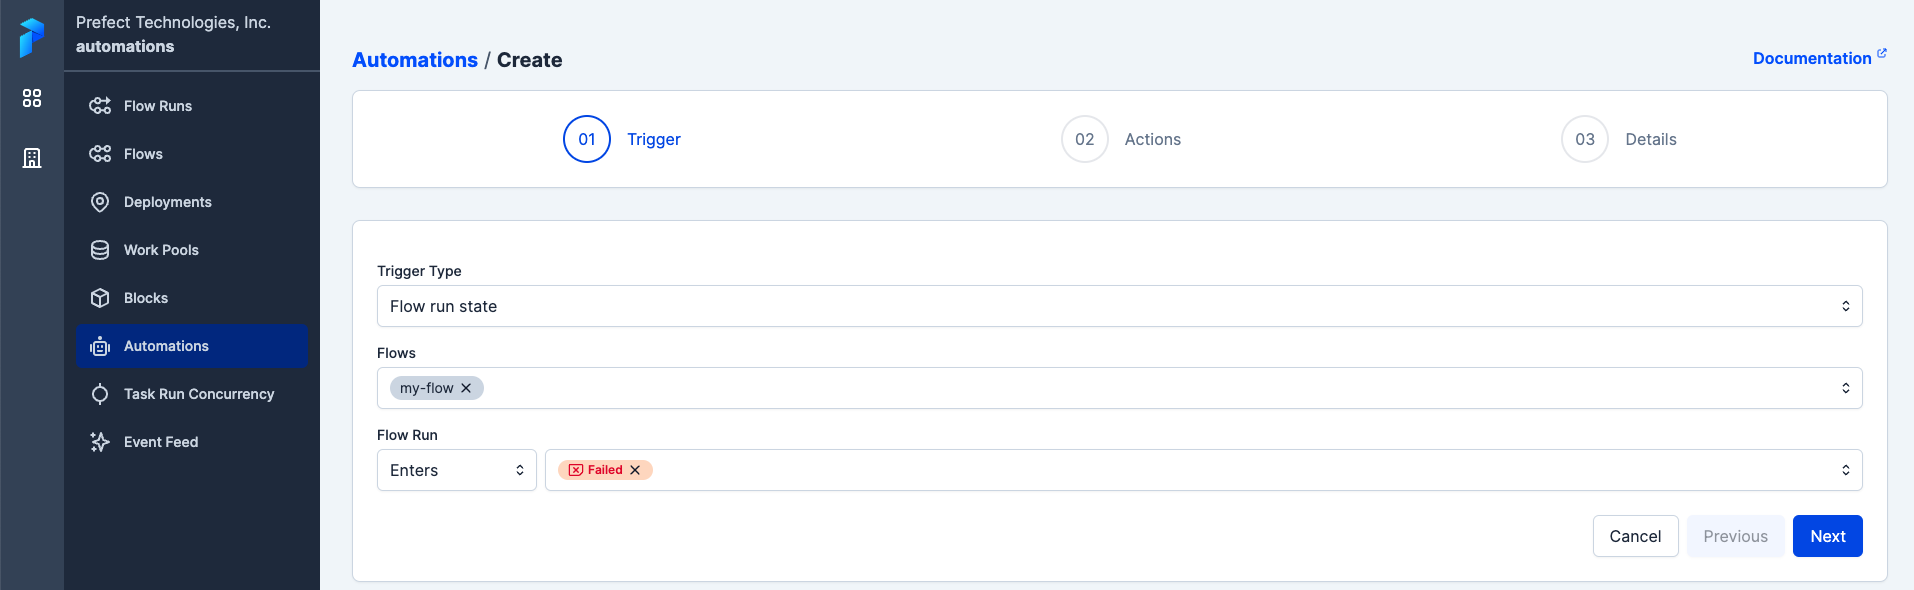 Prefect Technologies, Inc.
automations
Flow Runs
Flows
Deployments
Work Pools
Blocks
Automations
Task Run Concurrency
Event Feed
Automations / Create
Documentation
01 Trigger
02 Actions
03 Details
Trigger Type
Flow run state
Flows
my-flow
Flow Run
Enters
Failed
Cancel
Previous
Next